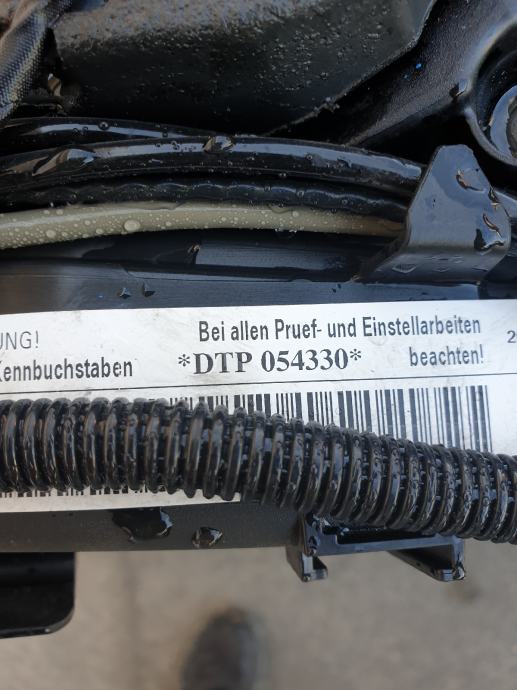 UNG! Bei allen Pruef- und Einstellarbeiten
Kennbuchstaben *DTP 054330* beachten!